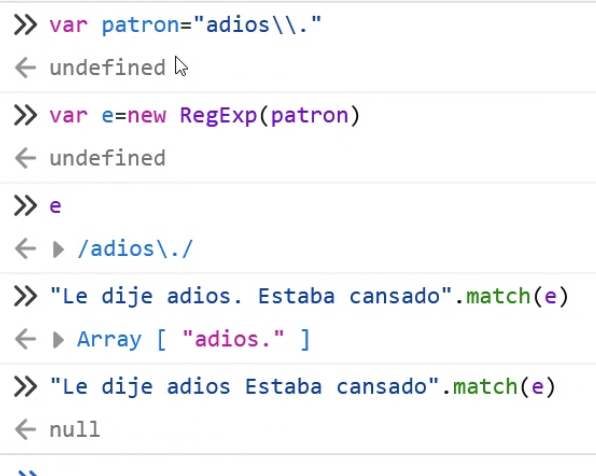 >> var patron="adios\\."
← undefined
>> var e=new RegExp(patron)
← undefined
>> e
← ▶ /adios\./
>> "Le dije adios. Estaba cansado".match(e)
← ▶ Array [ "adios." ]
>> "Le dije adios Estaba cansado".match(e)
← null
>>